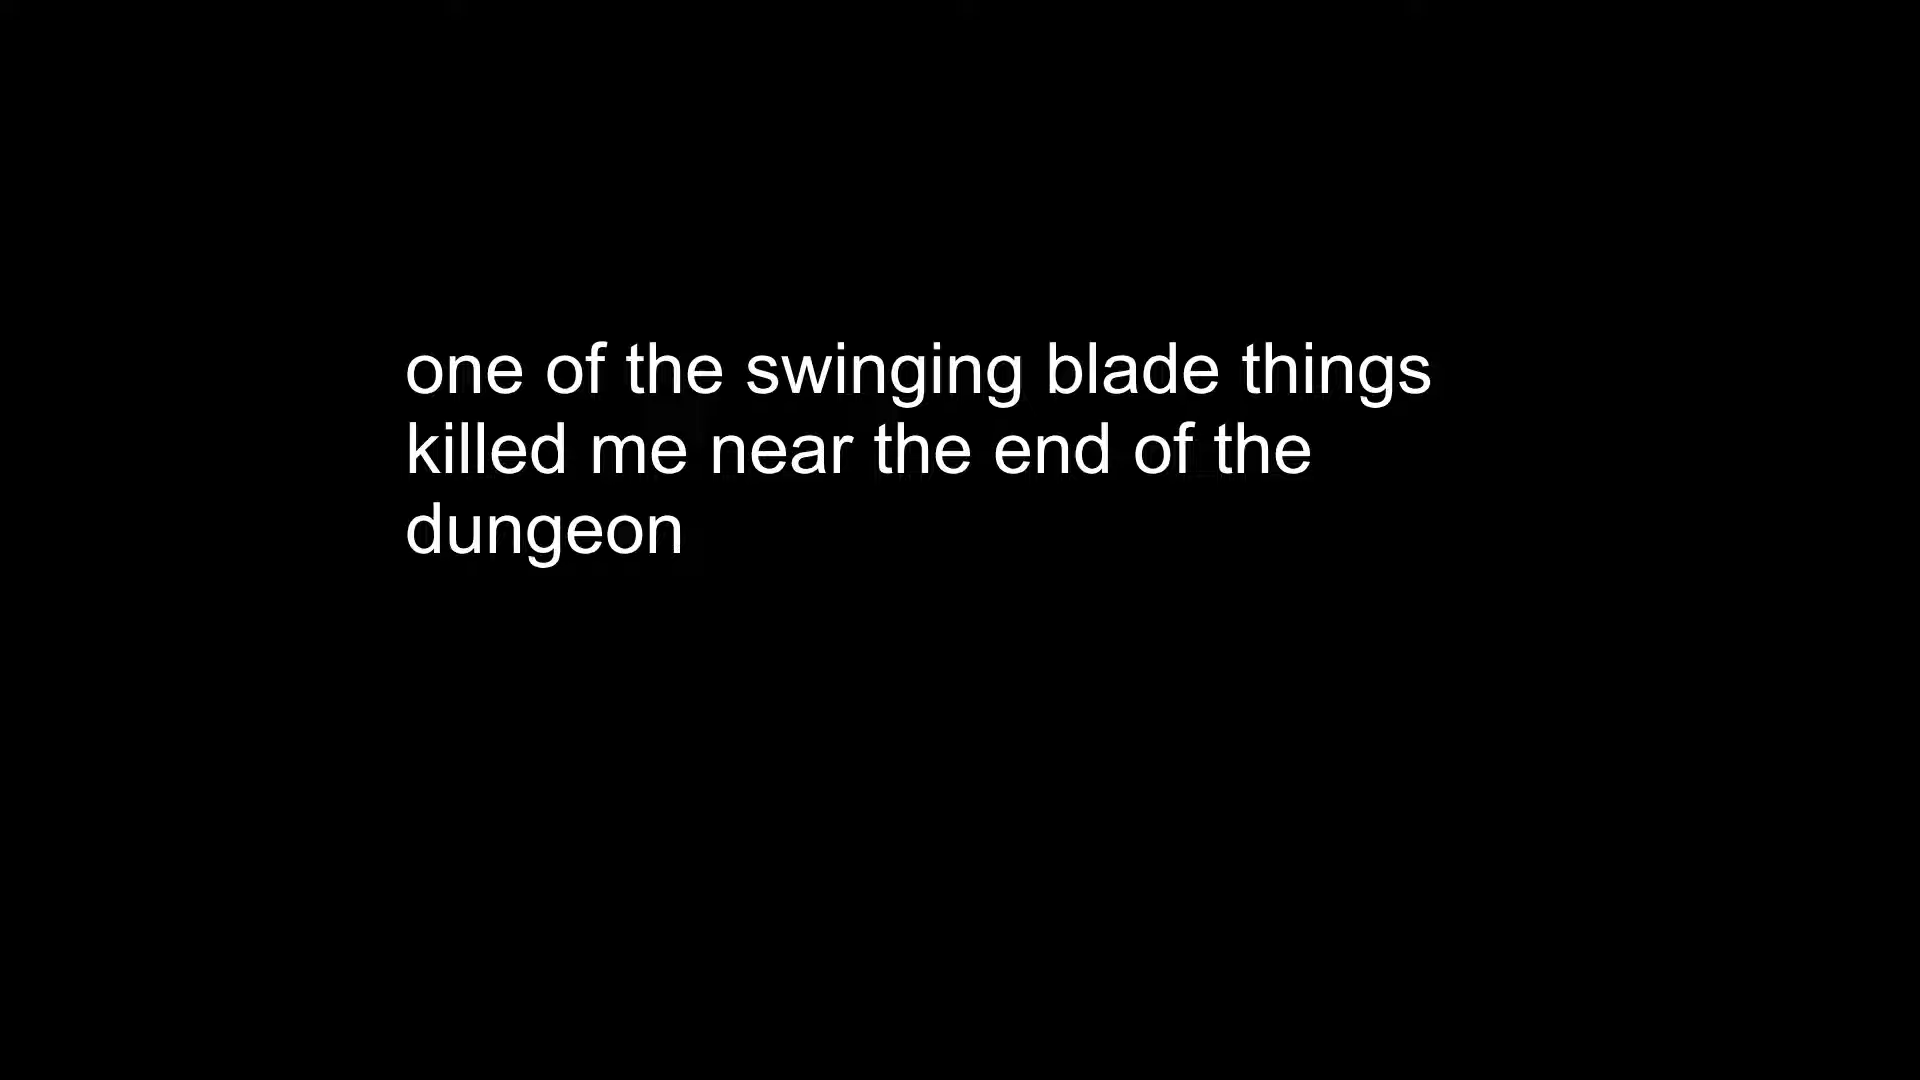 one of the swinging blade things
killed me near the end of the
dungeon